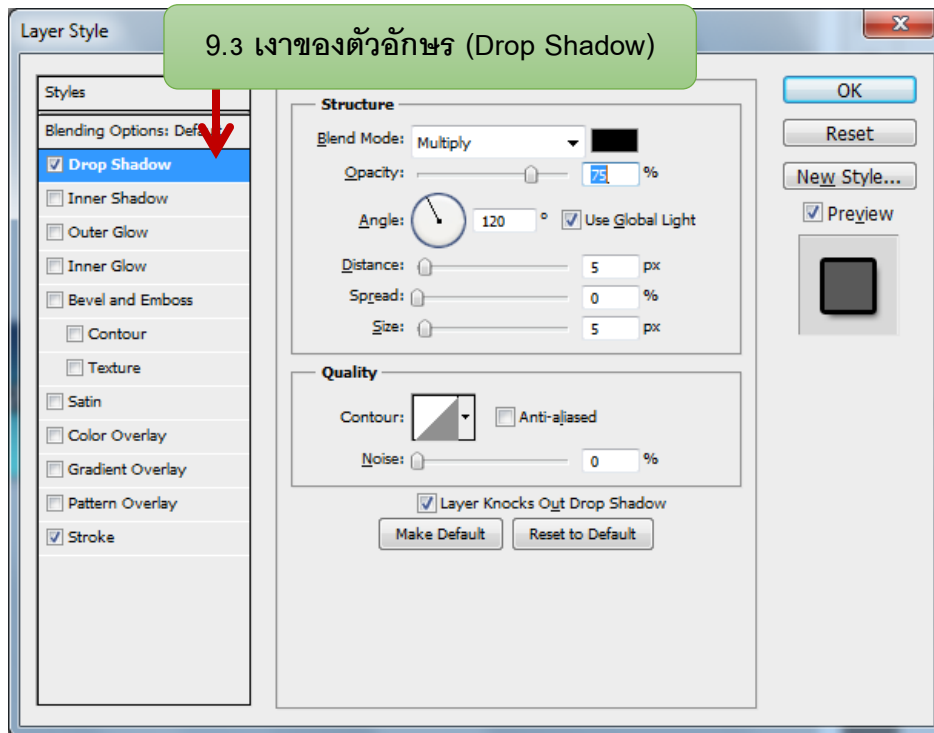 Layer Style
9.3 เงาของตัวอักษร (Drop Shadow)
Styles
Blending Options: Default
Drop Shadow
Inner Shadow
Outer Glow
Inner Glow
Bevel and Emboss
Contour
Texture
Satin
Color Overlay
Gradient Overlay
Pattern Overlay
Stroke
Structure
Blend Mode: Multiply
Opacity: 75 %
Angle: 120 ° Use Global Light
Distance: 5 px
Spread: 0 %
Size: 5 px
Quality
Contour: Anti-aliased
Noise: 0 %
Layer Knocks Out Drop Shadow
Make Default Reset to Default
OK
Reset
New Style...
Preview